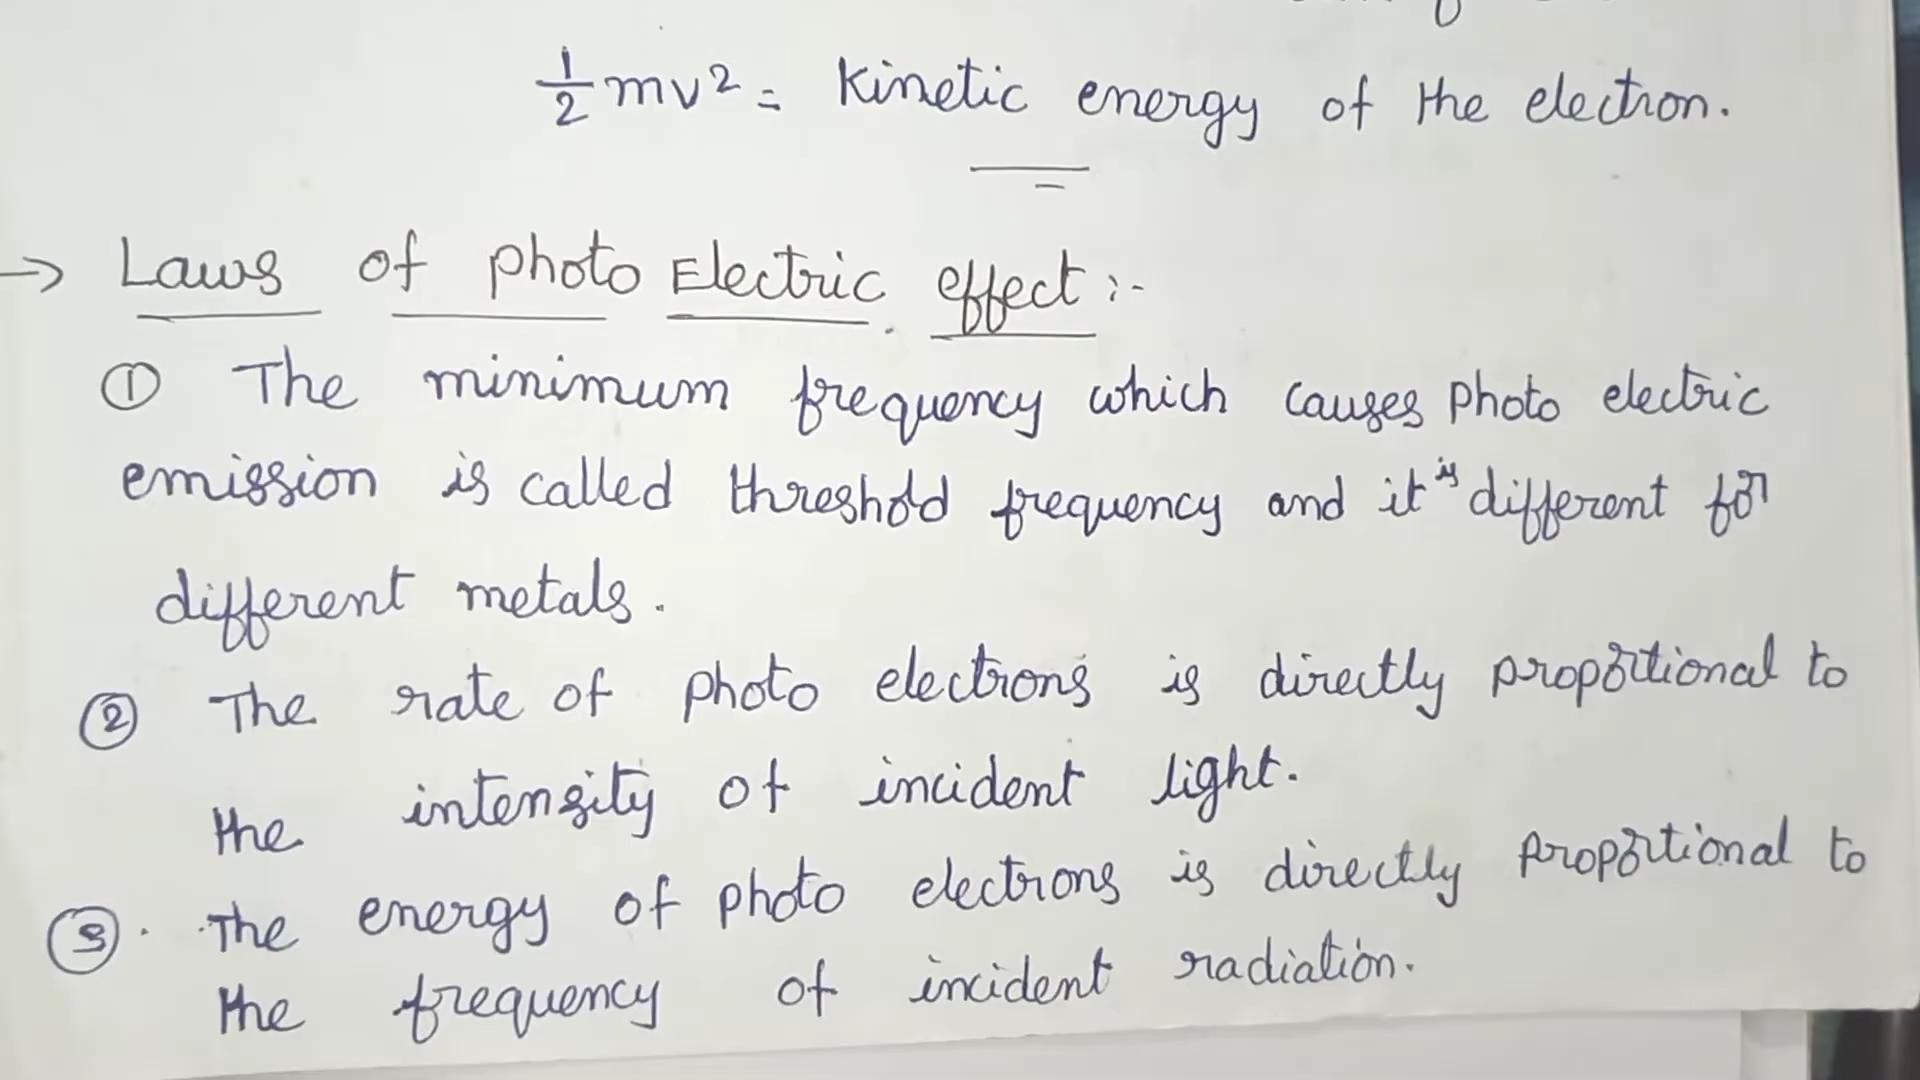 ½mv² = Kinetic energy of the electron.
→ Laws of photo Electric effect :-
① The minimum frequency which causes photo electric
emission is called threshold frequency and it is different for
different metals.
② The rate of photo electrons is directly proportional to
the intensity of incident light.
③. The energy of photo electrons is directly proportional to
the frequency of incident radiation.